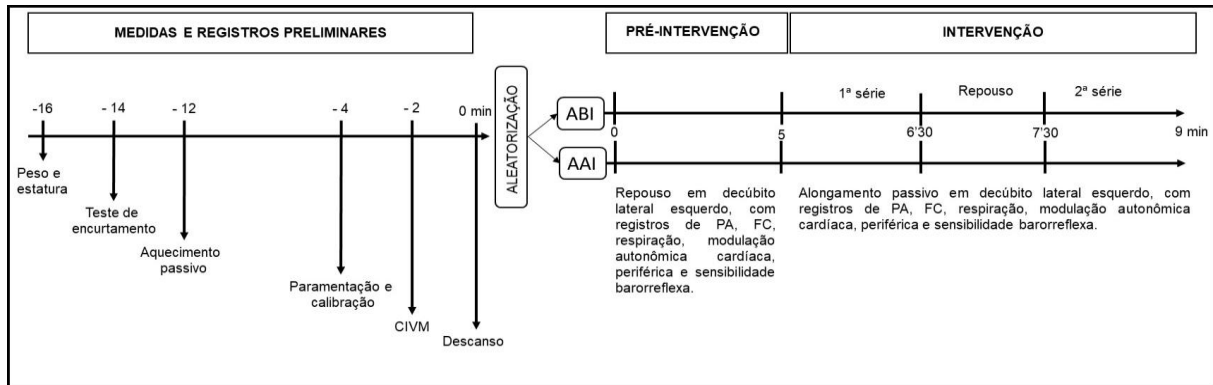 MEDIDAS E REGISTROS PRELIMINARES
PRÉ-INTERVENÇÃO
INTERVENÇÃO
-16
- 14
- 12
- 4
- 2
0 min
Peso e
estatura
Teste de
encurtamento
Aquecimento
passivo
Paramentação e
calibração
CIVM
Descanso
ALEATORIZAÇÃO
ABI
AAI
1ª série
Repouso
2ª série
0
5
6'30
7'30
9 min
Repouso em decúbito
lateral esquerdo, com
registros de PA, FC,
respiração, modulação
autonômica cardíaca,
periférica e sensibilidade
barorreflexa.
Alongamento passivo em decúbito lateral esquerdo, com
registros de PA, FC, respiração, modulação autonômica
cardíaca, periférica e sensibilidade barorreflexa.